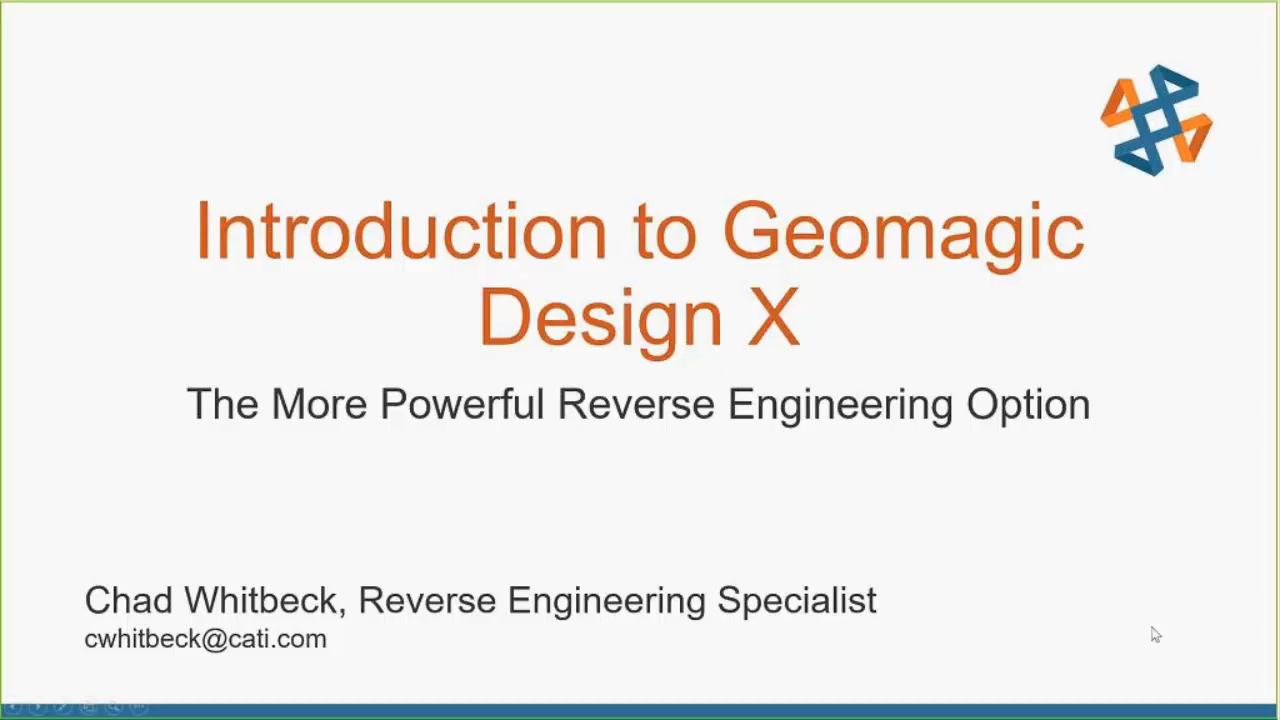 Introduction to Geomagic
Design X
The More Powerful Reverse Engineering Option
Chad Whitbeck, Reverse Engineering Specialist
cwhitbeck@cati.com